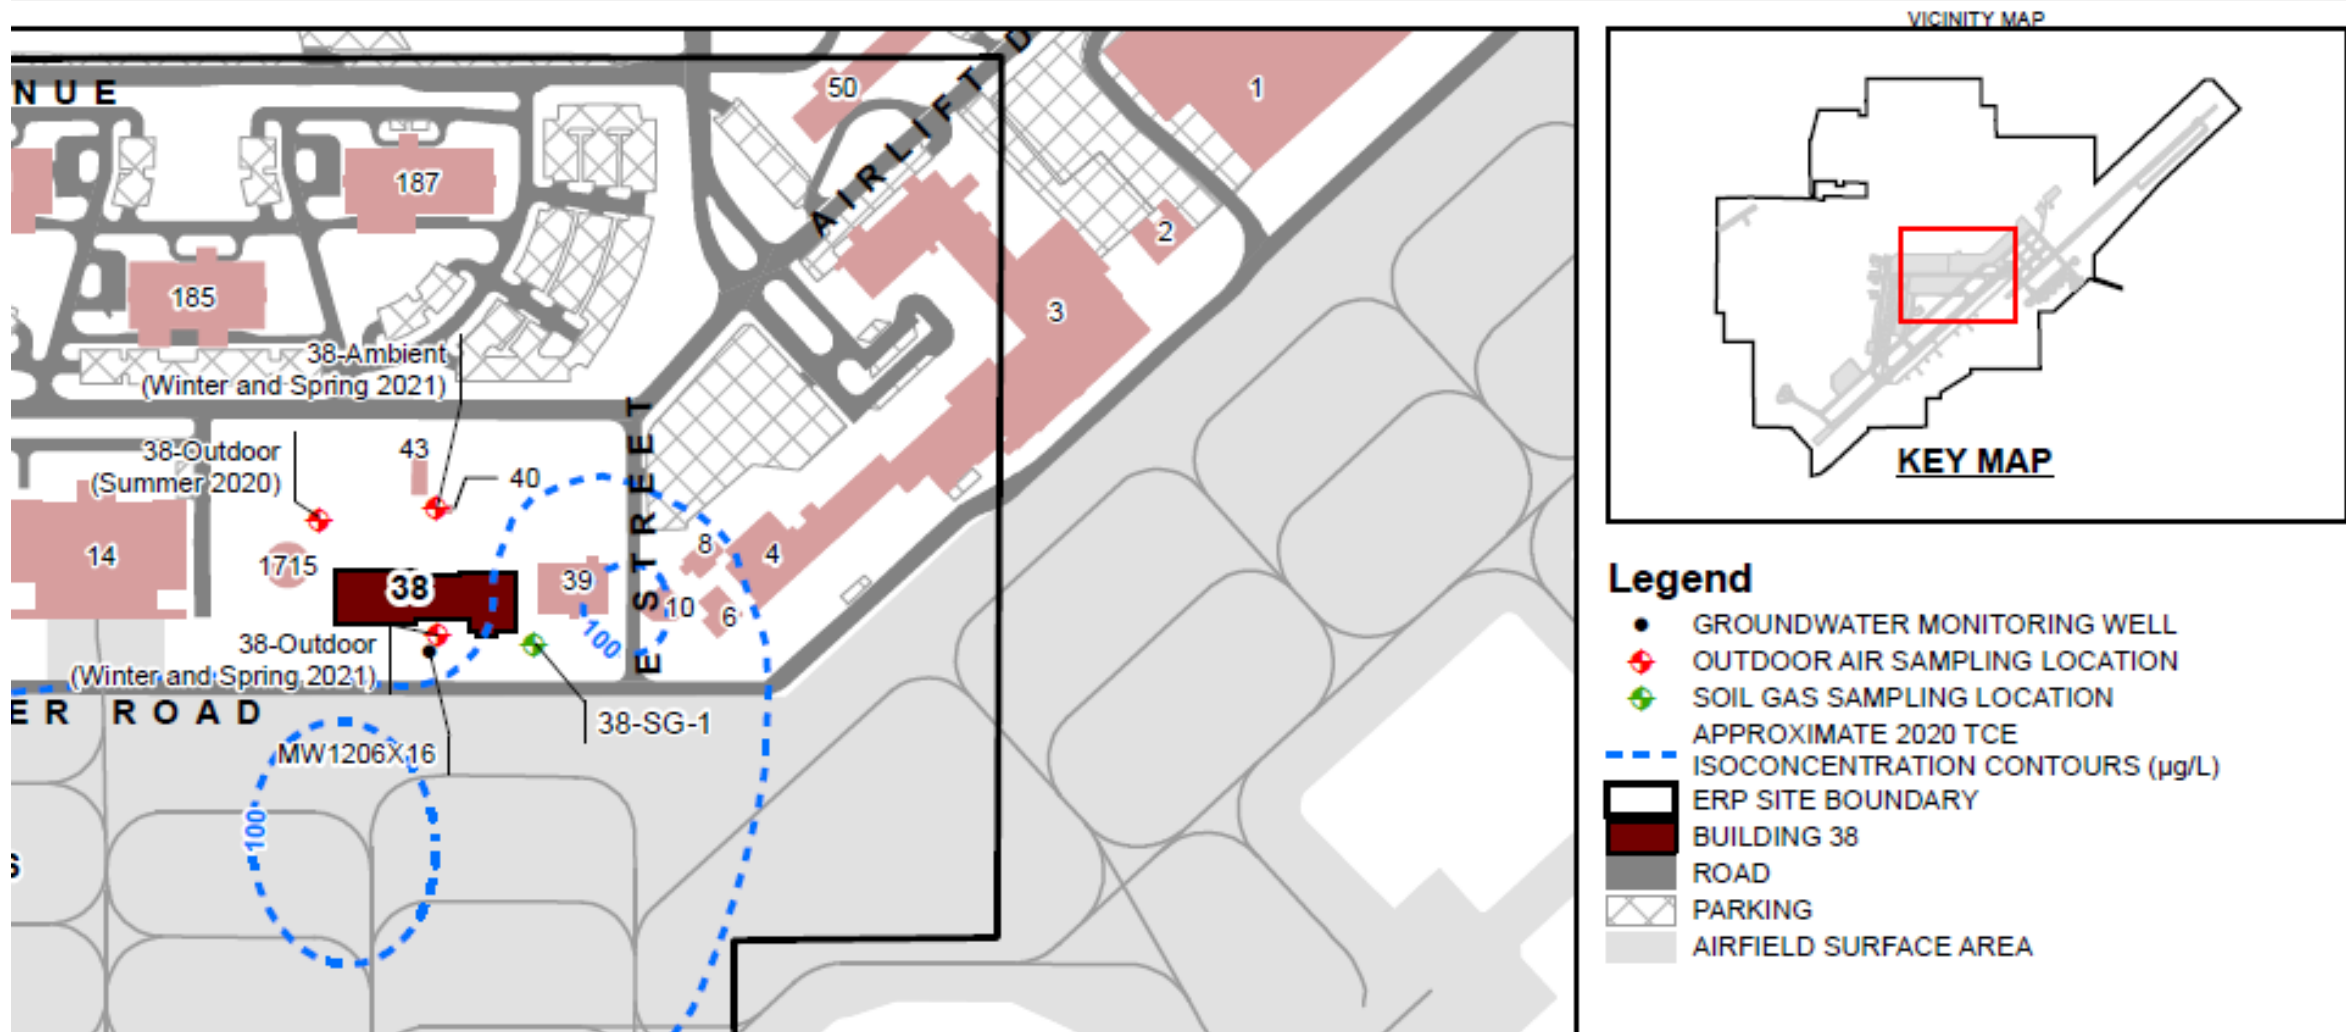 VICINITY MAP
NUE
50
AIRLIFT D
1
187
2
185
3
38-Ambient
(Winter and Spring 2021)
E STREET
38-Outdoor
(Summer 2020)
43
40
14
1715
38
39
8
4
10
6
100
38-Outdoor
(Winter and Spring 2021)
ER ROAD
38-SG-1
MW1206X16
100
S
KEY MAP
Legend
GROUNDWATER MONITORING WELL
OUTDOOR AIR SAMPLING LOCATION
SOIL GAS SAMPLING LOCATION
APPROXIMATE 2020 TCE
ISOCONCENTRATION CONTOURS (µg/L)
ERP SITE BOUNDARY
BUILDING 38
ROAD
PARKING
AIRFIELD SURFACE AREA